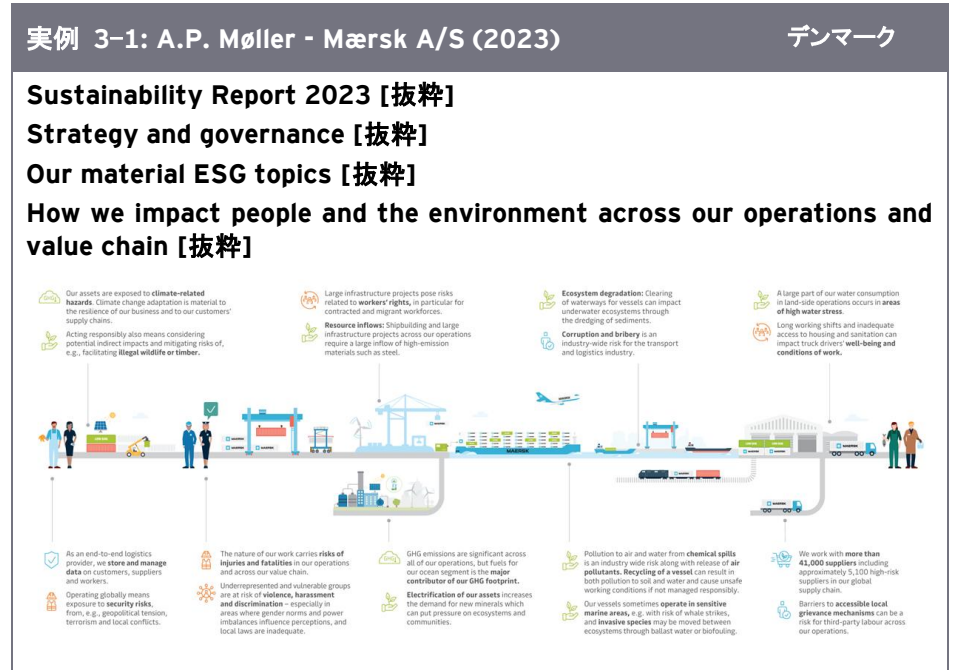 実例 3-1: A.P. Møller - Mærsk A/S (2023) デンマーク
Sustainability Report 2023 [抜粋]
Strategy and governance [抜粋]
Our material ESG topics [抜粋]
How we impact people and the environment across our operations and
value chain [抜粋]
Our assets are exposed to climate-related
hazards. Climate change adaptation is material to
the resilience of our business and to our customers'
supply chains.
Acting responsibly also means considering
potential indirect impacts and mitigating risks of,
e.g., facilitating illegal wildlife or timber.
Large infrastructure projects pose risks
related to workers' rights, in particular for
contracted and migrant workforces.
Resource inflows: Shipbuilding and large
infrastructure projects across our operations
require a large inflow of high-emission
materials such as steel.
Ecosystem degradation: Clearing
of waterways for vessels can impact
underwater ecosystems through
the dredging of sediments.
Corruption and bribery is an
industry-wide risk for the transport
and logistics industry.
A large part of our water consumption
in land-side operations occurs in areas
of high water stress.
Long working shifts and inadequate
access to housing and sanitation can
impact truck drivers' well-being and
conditions of work.
MAERSK
As an end-to-end logistics
provider, we store and manage
data on customers, suppliers
and workers.
Operating globally means
exposure to security risks,
from, e.g., geopolitical tension,
terrorism and local conflicts.
The nature of our work carries risks of
injuries and fatalities in our operations
and across our value chain.
Underrepresented and vulnerable groups
are at risk of violence, harassment
and discrimination – especially in
areas where gender norms and power
imbalances influence perceptions, and
local laws are inadequate.
GHG emissions are significant across
all of our operations, but fuels for
our ocean segment is the major
contributor of our GHG footprint.
Electrification of our assets increases
the demand for new minerals which
can put pressure on ecosystems and
communities.
Pollution to air and water from chemical spills
is an industry wide risk along with release of air
pollutants. Recycling of a vessel can result in
both pollution to soil and water and cause unsafe
working conditions if not managed responsibly.
Our vessels sometimes operate in sensitive
marine areas, e.g. with risk of whale strikes,
and invasive species may be moved between
ecosystems through ballast water or biofouling.
We work with more than
41,000 suppliers including
approximately 5,100 high-risk
suppliers in our global
supply chain.
Barriers to accessible local
grievance mechanisms can be a
risk for third-party labour across
our operations.